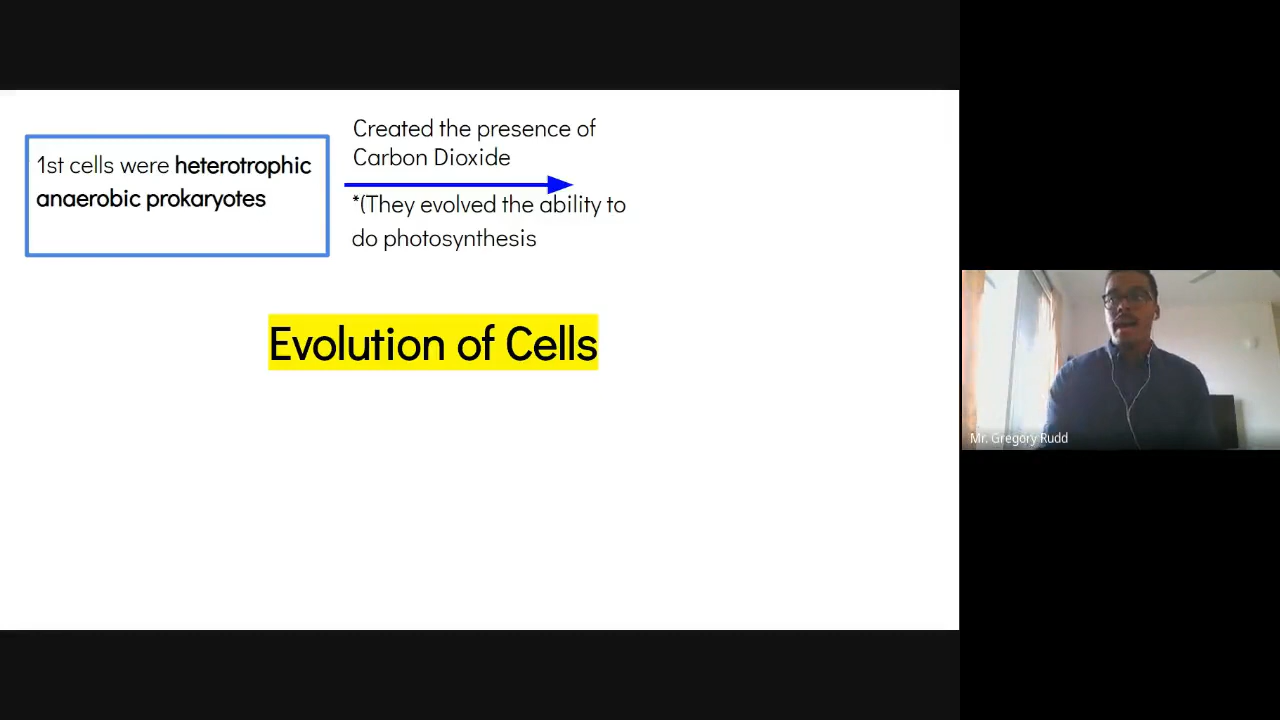 1st cells were heterotrophic
anaerobic prokaryotes
Created the presence of
Carbon Dioxide
*(They evolved the ability to
do photosynthesis
Evolution of Cells
Mr. Gregory Rudd